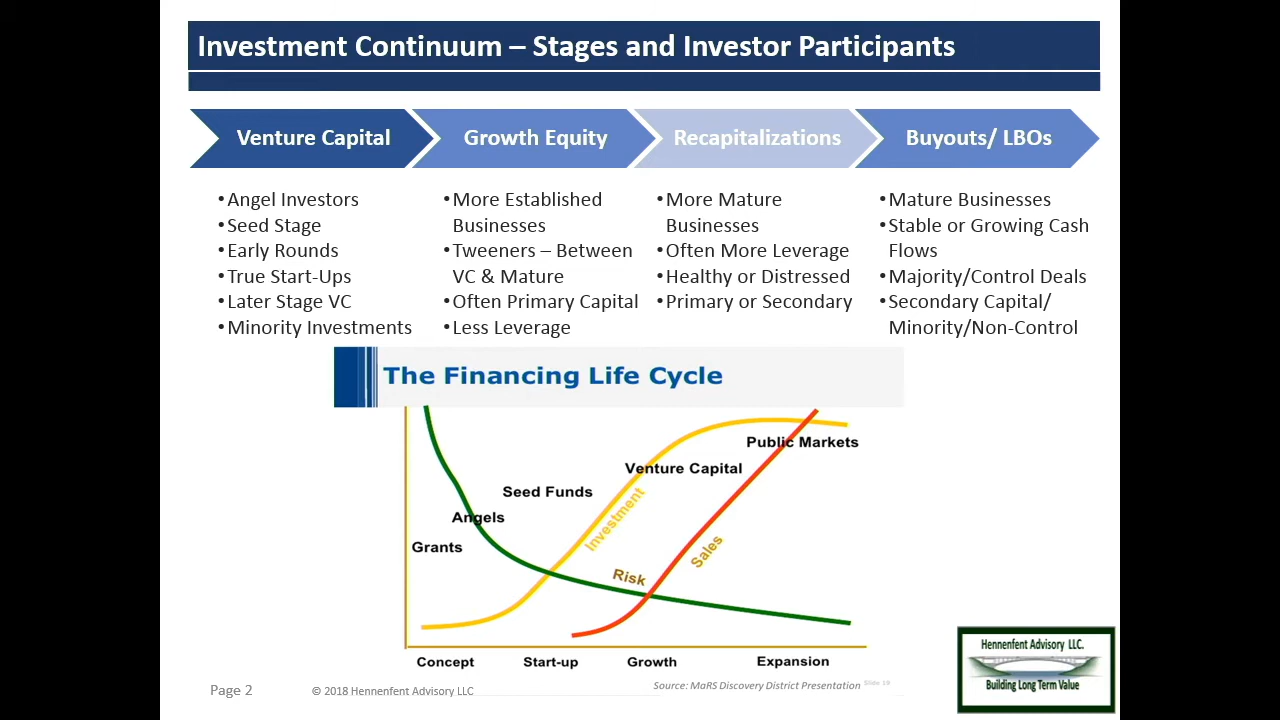 Investment Continuum – Stages and Investor Participants
Venture Capital
Growth Equity
Recapitalizations
Buyouts/ LBOs
•Angel Investors
•Seed Stage
•Early Rounds
•True Start-Ups
•Later Stage VC
•Minority Investments
•More Established
Businesses
•Tweeners – Between
VC & Mature
•Often Primary Capital
•Less Leverage
•More Mature
Businesses
•Often More Leverage
•Healthy or Distressed
•Primary or Secondary
•Mature Businesses
•Stable or Growing Cash
Flows
•Majority/Control Deals
•Secondary Capital/
Minority/Non-Control
The Financing Life Cycle
Public Markets
Venture Capital
Seed Funds
Angels
Grants
Investment
Sales
Risk
Concept
Start-up
Growth
Expansion
Source: MaRS Discovery District Presentation
Slide 19
Page 2
© 2018 Hennenfent Advisory LLC
Hennenfent Advisory LLC.
Building Long Term Value